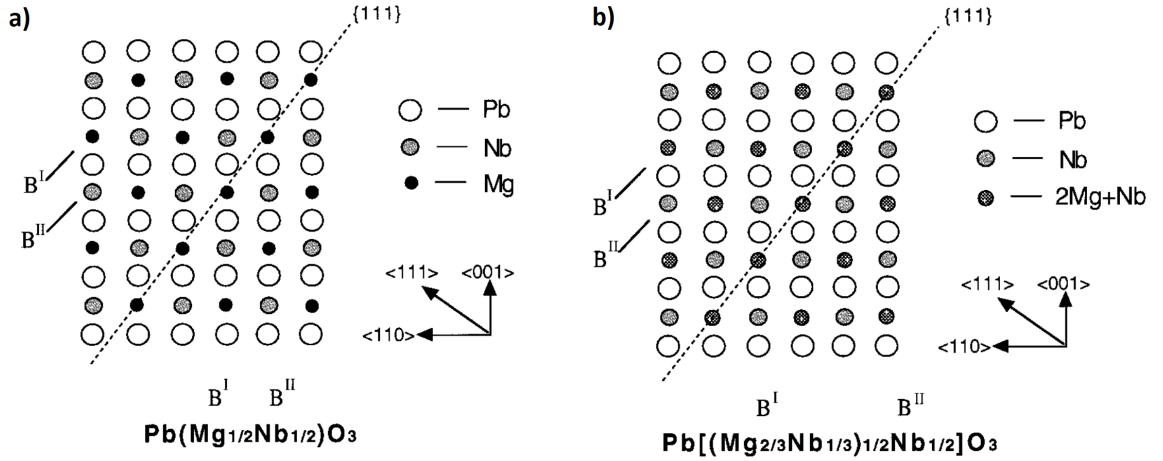 a)
{111}
Pb
Nb
Mg
B^I
B^II
<111> <001>
<110>
B^I B^II
Pb(Mg1/2Nb1/2)O3
b)
{111}
Pb
Nb
2Mg+Nb
B^I
B^II
<111> <001>
<110>
B^I B^II
Pb[(Mg2/3Nb1/3)1/2Nb1/2]O3